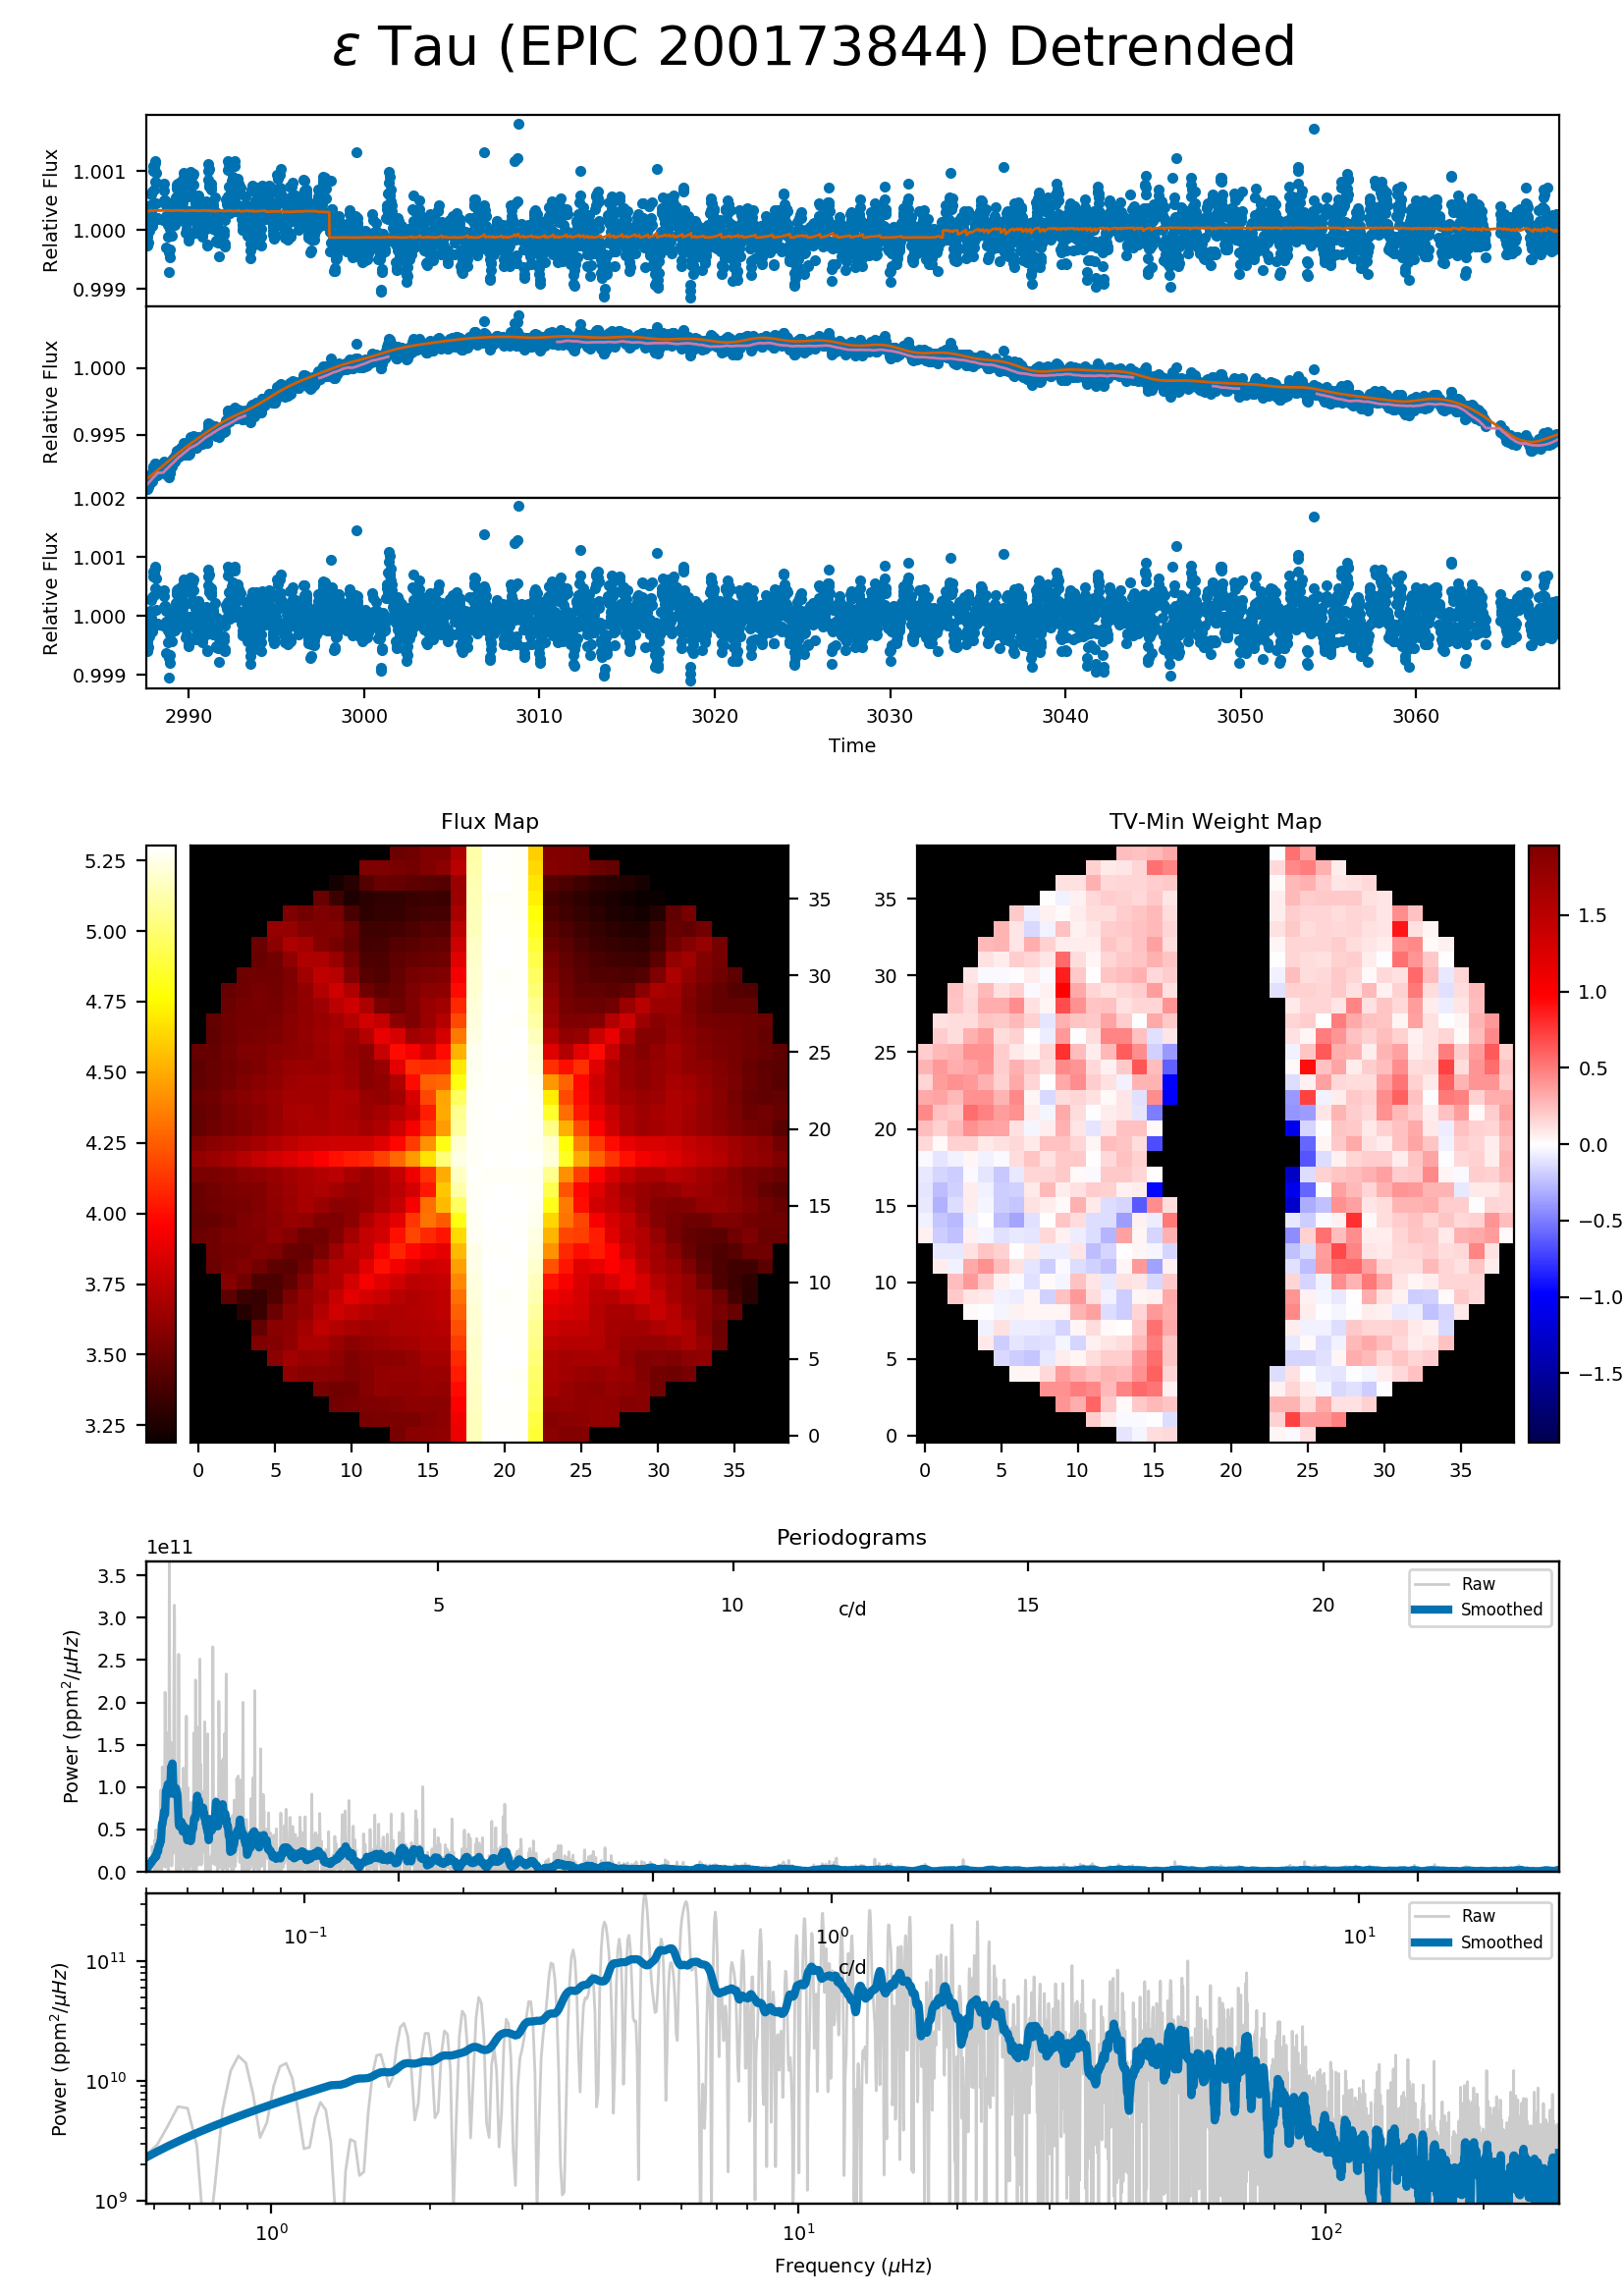 ε Tau (EPIC 200173844) Detrended
Relative Flux
1.001
1.000
0.999
Relative Flux
1.000
0.995
Relative Flux
1.002
1.001
1.000
0.999
2990 3000 3010 3020 3030 3040 3050 3060
Time
Flux Map
5.25
5.00
4.75
4.50
4.25
4.00
3.75
3.50
3.25
35
30
25
20
15
10
5
0
0 5 10 15 20 25 30 35
TV-Min Weight Map
35
30
25
20
15
10
5
0
0 5 10 15 20 25 30 35
1.5
1.0
0.5
0.0
−0.5
−1.0
−1.5
Periodograms
1e11
Power (ppm²/μHz)
3.5
3.0
2.5
2.0
1.5
1.0
0.5
0.0
5 10 15 20
c/d
Raw
Smoothed
Power (ppm²/μHz)
10¹¹
10¹⁰
10⁹
10⁻¹ 10⁰ 10¹
c/d
Raw
Smoothed
10⁰ 10¹ 10²
Frequency (μHz)